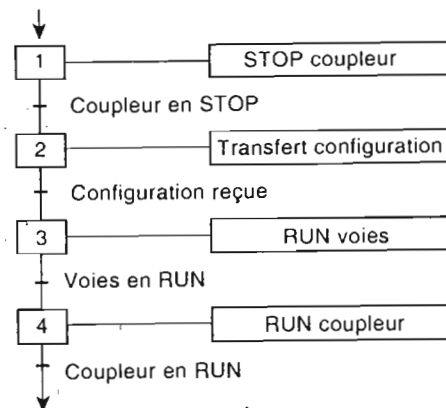 1 STOP coupleur
Coupleur en STOP
2 Transfert configuration
Configuration reçue
3 RUN voies
Voies en RUN
4 RUN coupleur
Coupleur en RUN